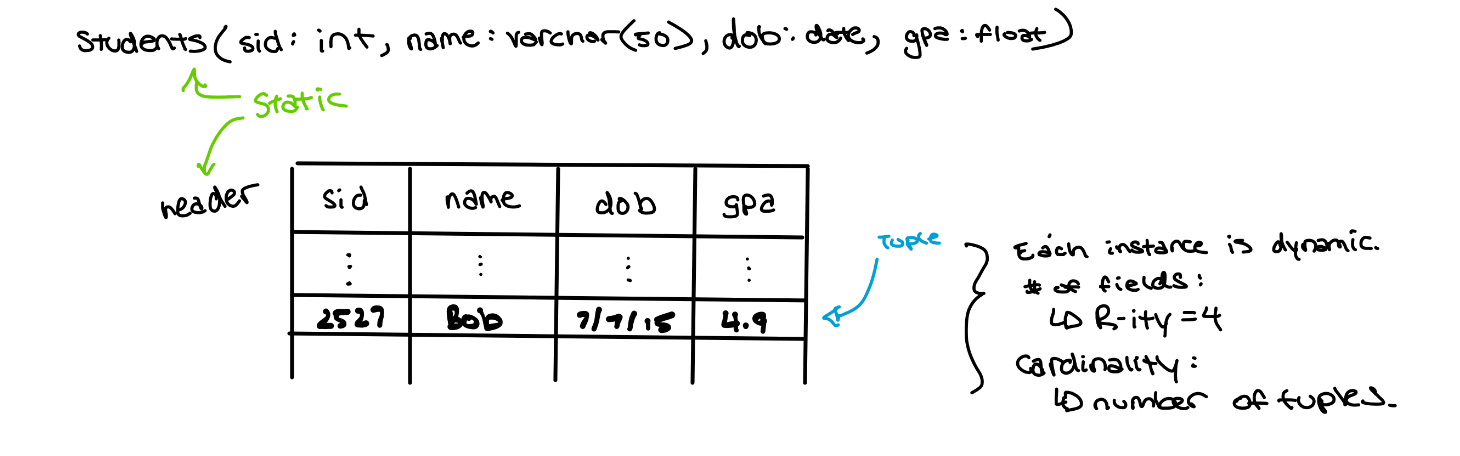 Students( sid: int, name: varchar(50), dob: date, gpa: float)
Static
header
sid name dob gpa
⋮ ⋮ ⋮ ⋮
2527 Bob 7/7/15 4.9
Tuple
Each instance is dynamic.
# of fields:
↳ R-ity = 4
Cardinality:
↳ number of tuples.